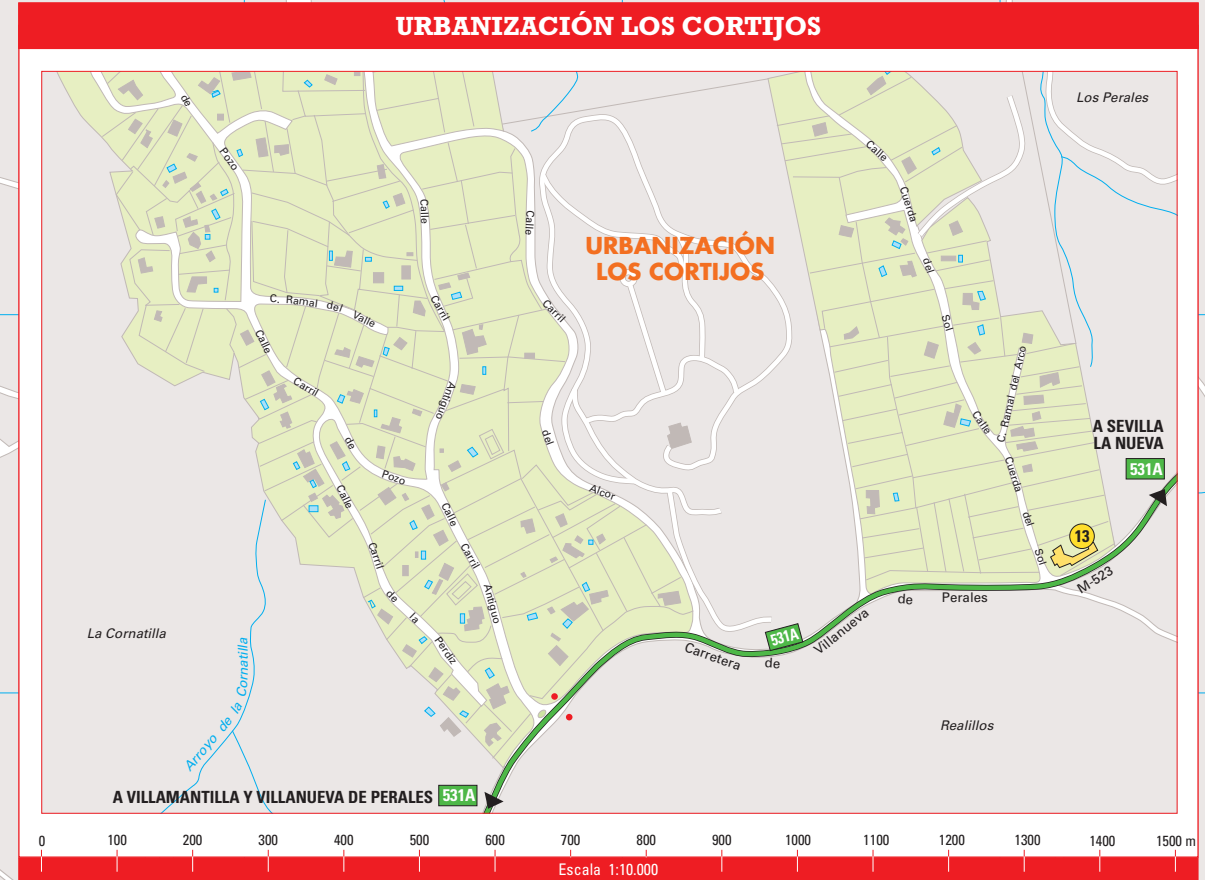 URBANIZACIÓN LOS CORTIJOS
Los Perales
de
Pozo
Calle
Calle
Calle
Cuerda
del
Sol
URBANIZACIÓN
LOS CORTIJOS
C. Ramal del Valle
Carril
Antiguo
Carril
del
Alcor
Calle
Carril
de
Pozo
Calle
Cuerda
del
Sol
C. Ramal del Arco
A SEVILLA
LA NUEVA
531A
13
M-523
Calle
Carril
de
la
Perdiz
Calle
Carril
Antiguo
Carretera de Villanueva de Perales
531A
La Cornatilla
Arroyo de la Cornatilla
Realillos
A VILLAMANTILLA Y VILLANUEVA DE PERALES 531A
0 100 200 300 400 500 600 700 800 900 1000 1100 1200 1300 1400 1500 m
Escala 1:10.000